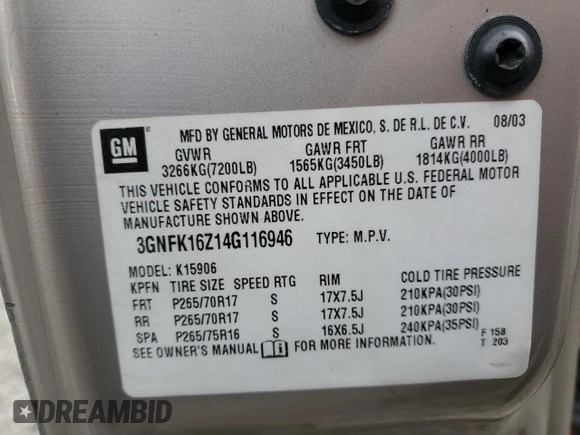 GM
MFD BY GENERAL MOTORS DE MEXICO, S. DE R.L. DE C.V. 08/03
GVWR GAWR FRT GAWR RR
3266KG(7200LB) 1565KG(3450LB) 1814KG(4000LB)
THIS VEHICLE CONFORMS TO ALL APPLICABLE U.S. FEDERAL MOTOR
VEHICLE SAFETY STANDARDS IN EFFECT ON THE DATE OF
MANUFACTURE SHOWN ABOVE.
3GNFK16Z14G116946 TYPE: M.P.V.
MODEL: K15906
KPFN TIRE SIZE SPEED RTG RIM COLD TIRE PRESSURE
FRT P265/70R17 S 17X7.5J 210KPA(30PSI)
RR P265/70R17 S 17X7.5J 210KPA(30PSI)
SPA P265/75R16 S 16X6.5J 240KPA(35PSI)
SEE OWNER'S MANUAL FOR MORE INFORMATION.
F 158
T 203
DREAMBID